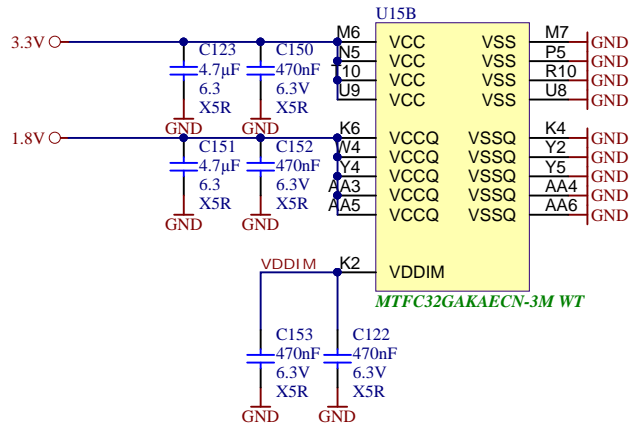 U15B
3.3V
C123
4.7µF
6.3
X5R
GND
C150
470nF
6.3V
X5R
GND
M6 VCC VSS M7 GND
N5 VCC VSS P5 GND
T10 VCC VSS R10 GND
U9 VCC VSS U8 GND
1.8V
C151
4.7µF
6.3
X5R
GND
C152
470nF
6.3V
X5R
GND
K6 VCCQ VSSQ K4 GND
W4 VCCQ VSSQ Y2 GND
Y4 VCCQ VSSQ Y5 GND
AA3 VCCQ VSSQ AA4 GND
AA5 VCCQ VSSQ AA6 GND
VDDIM K2 VDDIM
MTFC32GAKAECN-3M WT
C153
470nF
6.3V
X5R
GND
C122
470nF
6.3V
X5R
GND